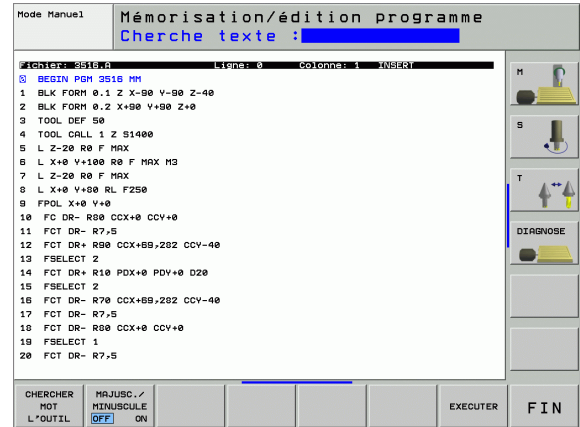 Mode Manuel
Mémorisation/édition programme
Cherche texte :
Fichier: 3516.A Ligne: 0 Colonne: 1 INSERT
0 BEGIN PGM 3516 MM
1 BLK FORM 0.1 Z X-90 Y-90 Z-40
2 BLK FORM 0.2 X+90 Y+90 Z+0
3 TOOL DEF 50
4 TOOL CALL 1 Z S1400
5 L Z-20 R0 F MAX
6 L X+0 Y+100 R0 F MAX M3
7 L Z-20 R0 F MAX
8 L X+0 Y+80 RL F250
9 FPOL X+0 Y+0
10 FC DR- R80 CCX+0 CCY+0
11 FCT DR- R7,5
12 FCT DR+ R90 CCX+69,282 CCY-40
13 FSELECT 2
14 FCT DR+ R10 PDX+0 PDY+0 D20
15 FSELECT 2
16 FCT DR- R70 CCX+69,282 CCY-40
17 FCT DR- R7,5
18 FCT DR- R80 CCX+0 CCY+0
19 FSELECT 1
20 FCT DR- R7,5
M
S
T
DIAGNOSE
CHERCHER
MOT
L'OUTIL
MAJUSC./
MINUSCULE
OFF ON
EXECUTER
FIN